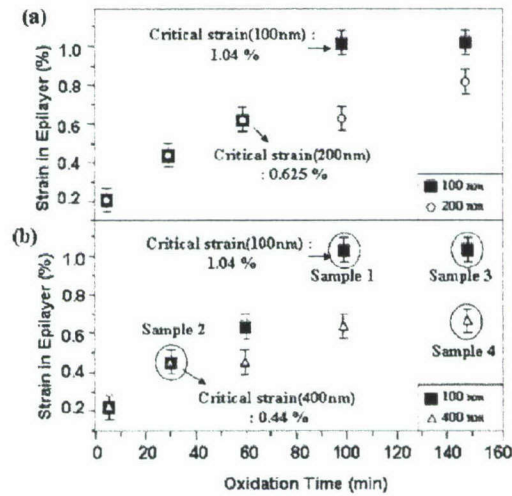 (a)
Critical strain(100nm) :
1.04 %
1.0
0.8
0.6
0.4
0.2
Strain in Epilayer (%)
Critical strain(200nm)
: 0.625 %
100 nm
200 nm
(b)
Critical strain(100nm) :
1.04 %
Sample 1
Sample 3
Sample 2
Sample 4
1.0
0.8
0.6
0.4
0.2
Strain in Epilayer (%)
Critical strain(400nm)
: 0.44 %
100 nm
400 nm
0 20 40 60 80 100 120 140 160
Oxidation Time (min)